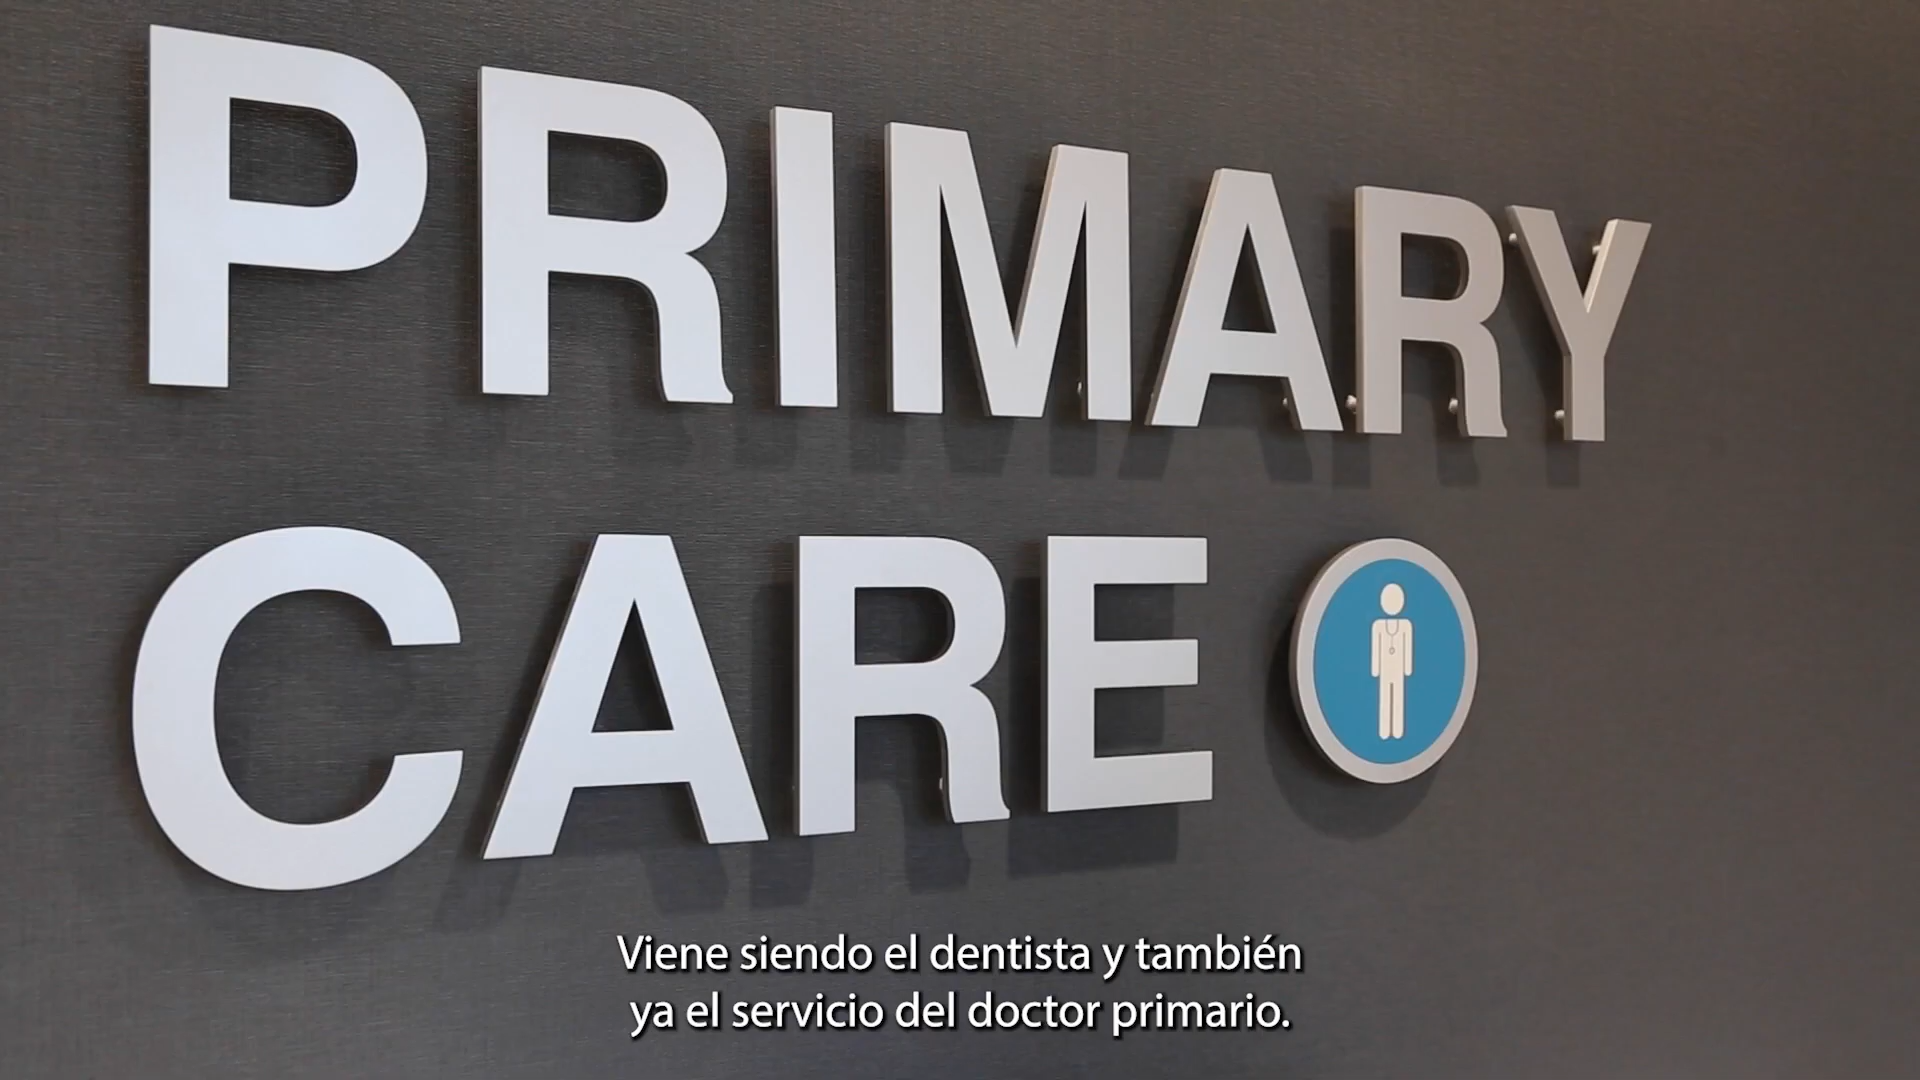 PRIMARY
CARE
Viene siendo el dentista y también
ya el servicio del doctor primario.